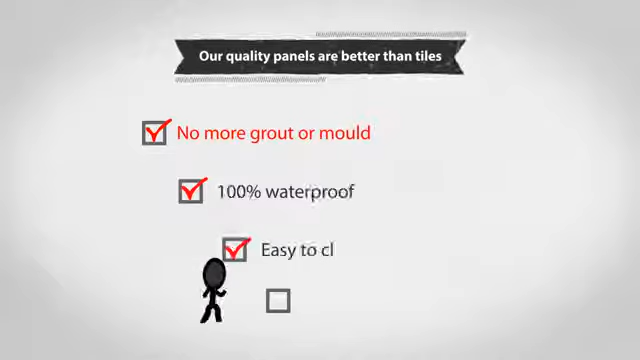 Our quality panels are better than tiles
No more grout or mould
100% waterproof
Easy to cl